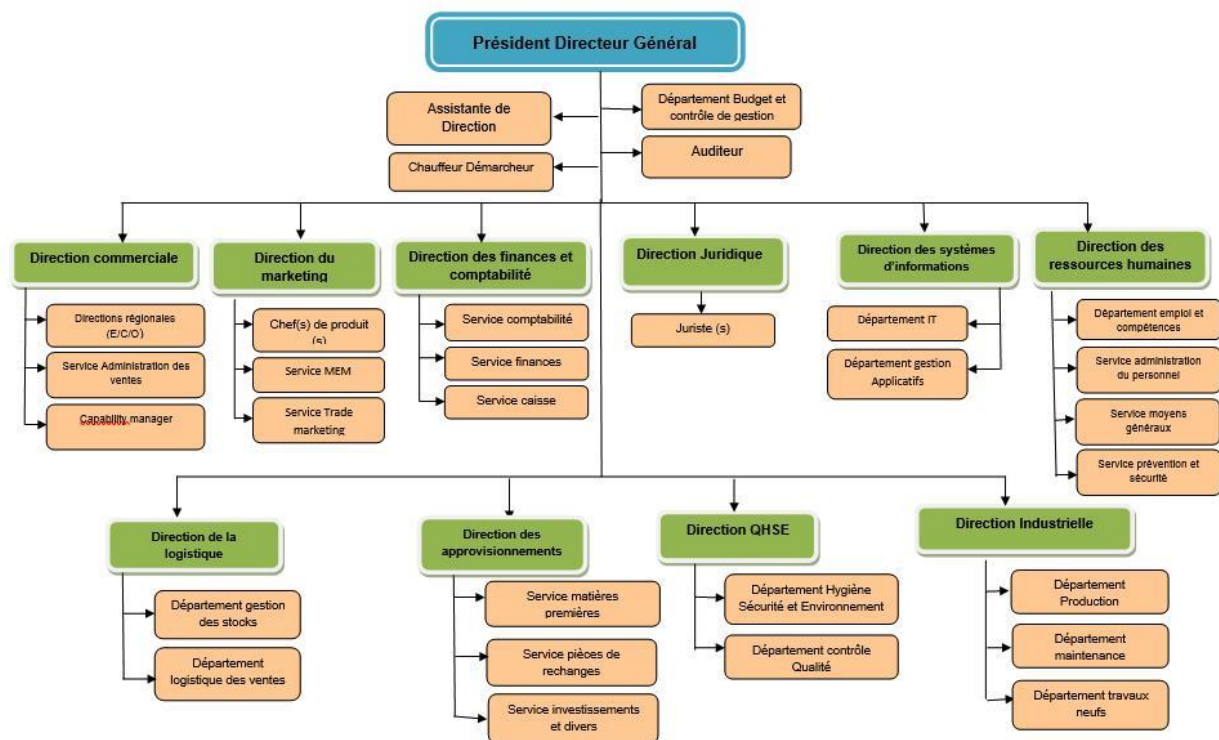 Président Directeur Général
Assistante de
Direction
Département Budget et
contrôle de gestion
Chauffeur Démarcheur
Auditeur
Direction commerciale
Directions régionales
(E/C/O)
Service Administration des
ventes
Capability manager
Direction du
marketing
Chef(s) de produit
(s)
Service MEM
Service Trade
marketing
Direction des finances et
comptabilité
Service comptabilité
Service finances
Service caisse
Direction Juridique
Juriste (s)
Direction des systèmes
d'informations
Département IT
Département gestion
Applicatifs
Direction des
ressources humaines
Département emploi et
compétences
Service administration
du personnel
Service moyens
généraux
Service prévention et
sécurité
Direction de la
logistique
Département gestion
des stocks
Département
logistique des ventes
Direction des
approvisionnements
Service matières
premières
Service pièces de
rechanges
Service investissements
et divers
Direction QHSE
Département Hygiène
Sécurité et Environnement
Département contrôle
Qualité
Direction Industrielle
Département
Production
Département
maintenance
Département travaux
neufs